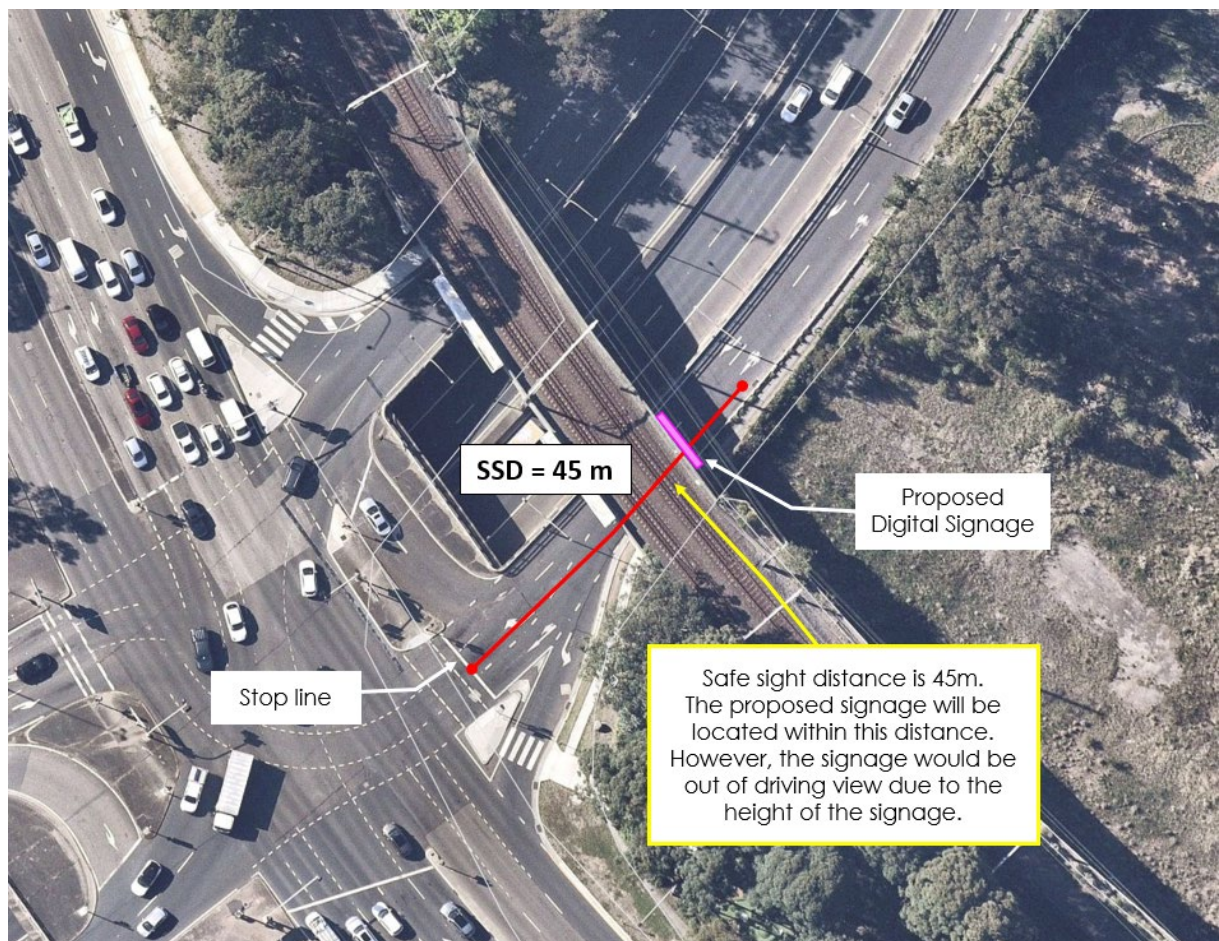 SSD = 45 m
Proposed
Digital Signage
Stop line
Safe sight distance is 45m.
The proposed signage will be
located within this distance.
However, the signage would be
out of driving view due to the
height of the signage.